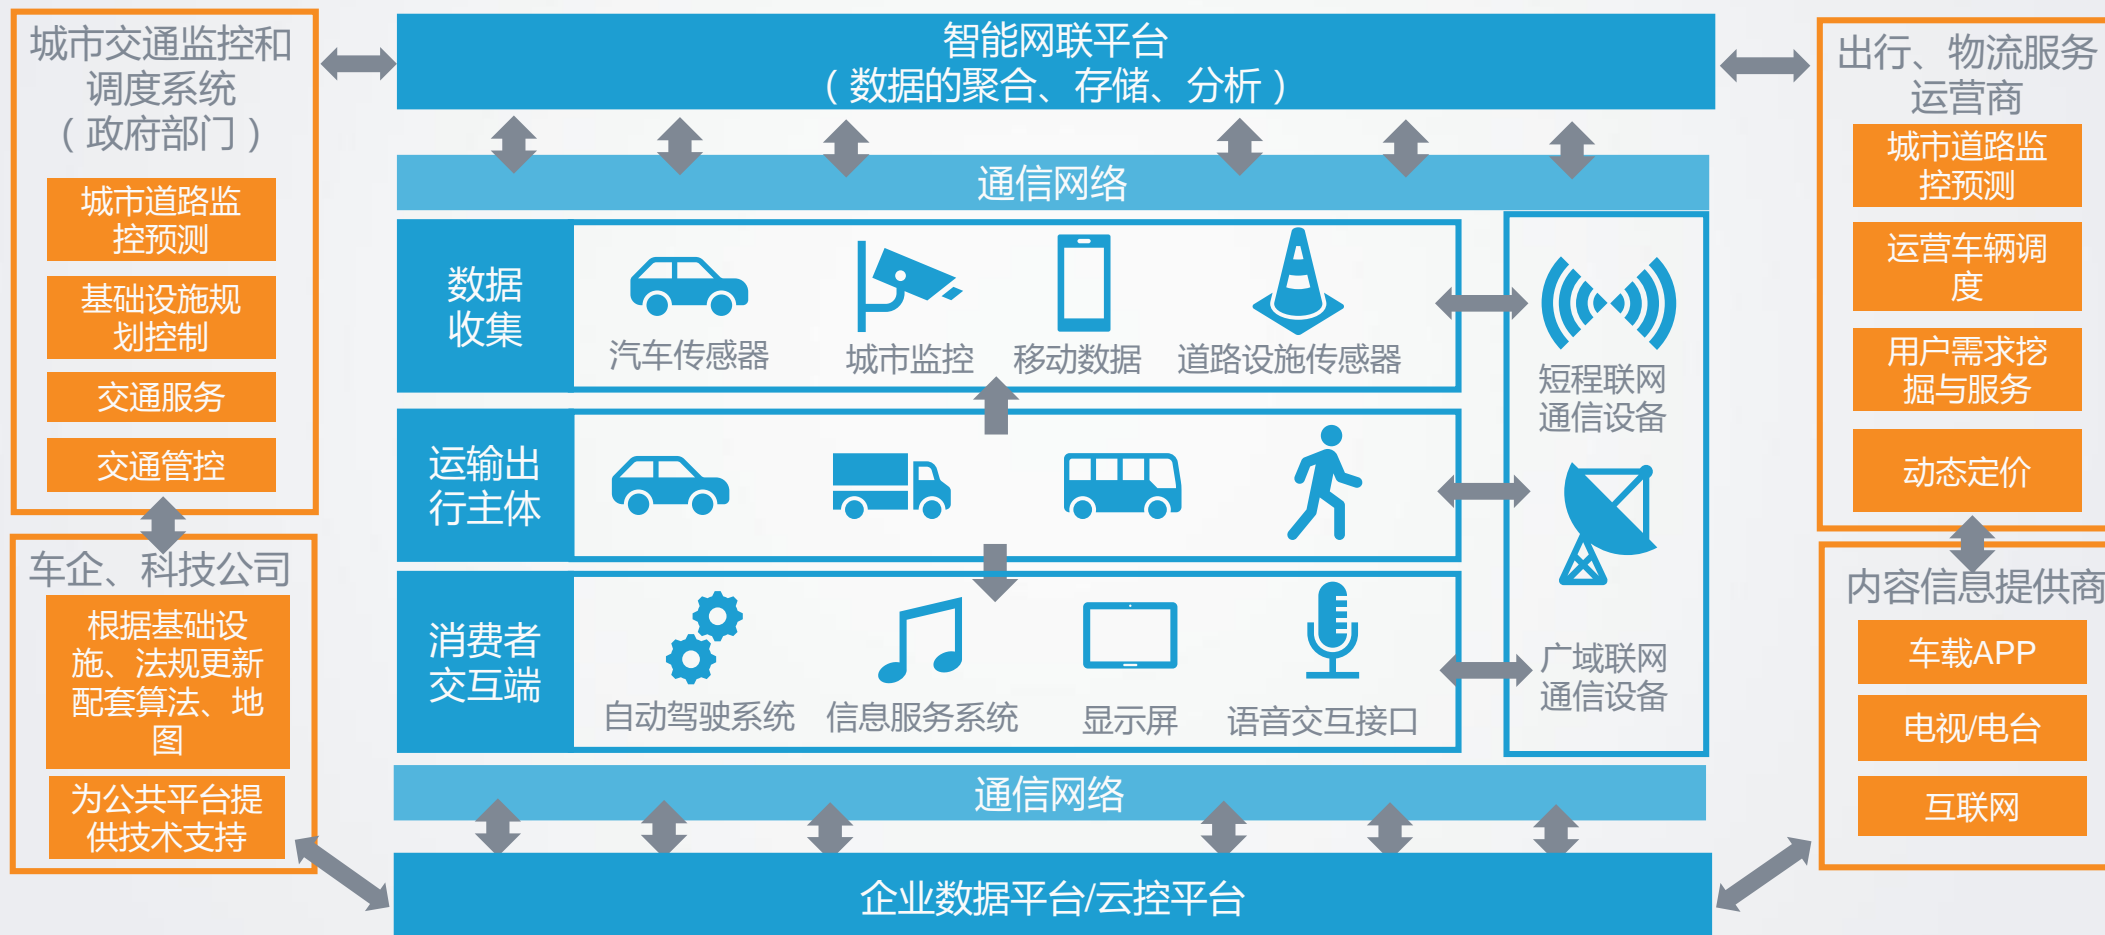 城市交通监控和
调度系统
（政府部门）
城市道路监
控预测
基础设施规
划控制
交通服务
交通管控
车企、科技公司
根据基础设
施、法规更新
配套算法、地
图
为公共平台提
供技术支持
智能网联平台
（数据的聚合、存储、分析）
通信网络
数据
收集
汽车传感器
城市监控
移动数据
道路设施传感器
运输出
行主体
消费者
交互端
自动驾驶系统
信息服务系统
显示屏
语音交互接口
短程联网
通信设备
广域联网
通信设备
通信网络
企业数据平台/云控平台
出行、物流服务
运营商
城市道路监
控预测
运营车辆调
度
用户需求挖
掘与服务
动态定价
内容信息提供商
车载APP
电视/电台
互联网